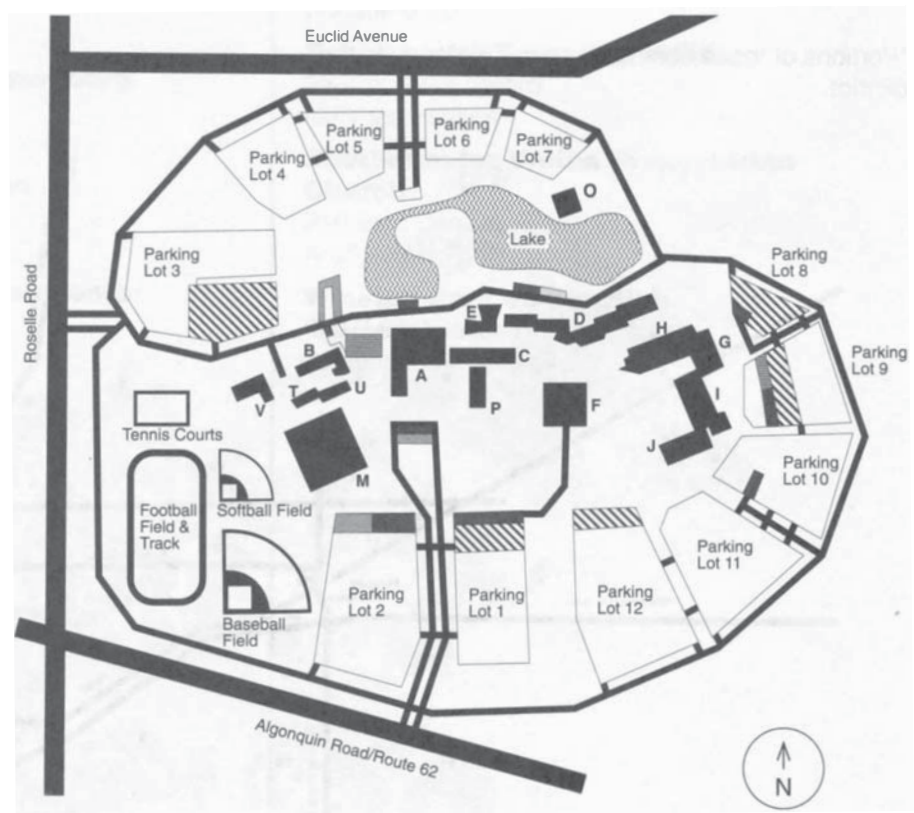 Euclid Avenue
Parking
Lot 5
Parking
Lot 6
Parking
Lot 7
Parking
Lot 4
O
Lake
Parking
Lot 3
Parking
Lot 8
Roselle Road
E
D
H
G
Parking
Lot 9
B
A
C
V
T
U
P
F
I
J
Tennis Courts
M
Parking
Lot 10
Football
Field &
Track
Softball Field
Parking
Lot 11
Baseball
Field
Parking
Lot 2
Parking
Lot 1
Parking
Lot 12
Algonquin Road/Route 62
N